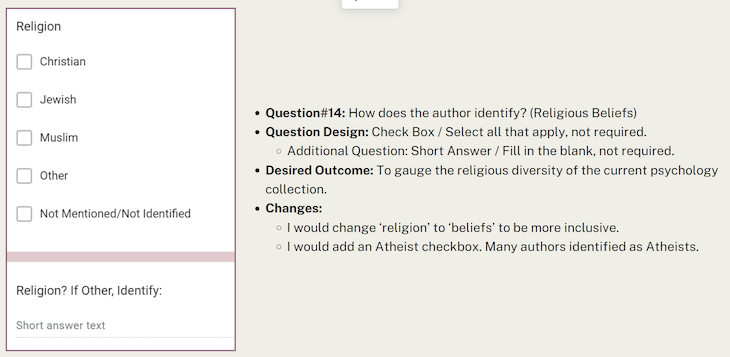 Religion
Christian
Jewish
Muslim
Other
Not Mentioned/Not Identified
Religion? If Other, Identify:
Short answer text
• Question#14: How does the author identify? (Religious Beliefs)
• Question Design: Check Box / Select all that apply, not required.
○ Additional Question: Short Answer / Fill in the blank, not required.
• Desired Outcome: To gauge the religious diversity of the current psychology
collection.
• Changes:
○ I would change ‘religion’ to ‘beliefs’ to be more inclusive.
○ I would add an Atheist checkbox. Many authors identified as Atheists.